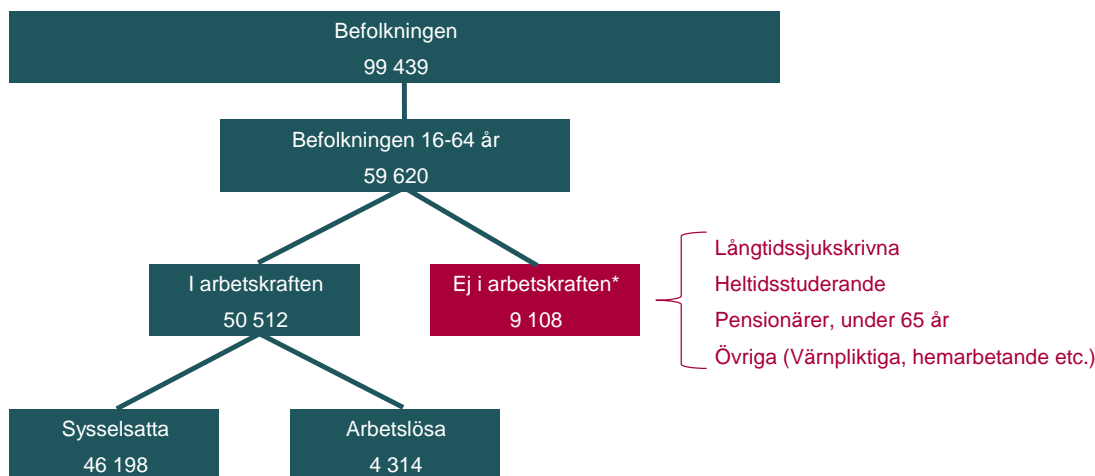 Befolkningen
99 439
Befolkningen 16-64 år
59 620
I arbetskraften
50 512
Ej i arbetskraften*
9 108
Långtidssjukskrivna
Heltidsstuderande
Pensionärer, under 65 år
Övriga (Värnpliktiga, hemarbetande etc.)
Sysselsatta
46 198
Arbetslösa
4 314